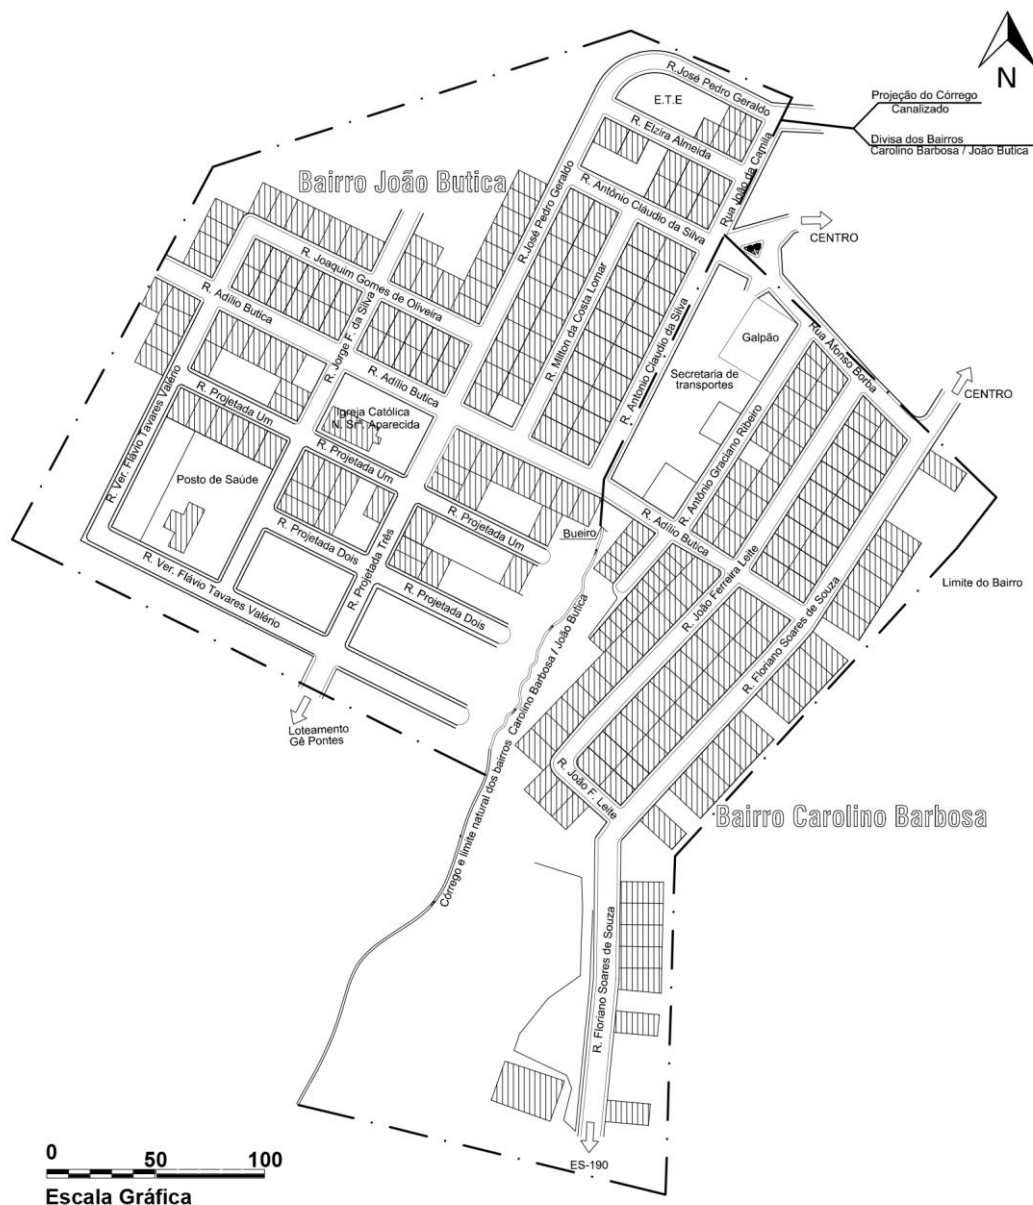 N
Projeção do Córrego
Canalizado
Divisa dos Bairros
Carolino Barbosa / João Butica
R.José Pedro Geraldo
E.T.E
R. Elzira Almeida
Rua João da Camila
Bairro João Butica
R.José Pedro Geraldo
R. Antônio Cláudio da Silva
CENTRO
R. Joaquim Gomes de Oliveira
R. Adílio Butica
R. Jorge F. da Silva
R. Milton da Costa Lomar
R. Antonio Claudio da Silva
Galpão
Rua Afonso Borba
Secretaria de
transportes
CENTRO
R. Adílio Butica
R. Ver. Flávio Tavares Valério
R. Projetada Um
Igreja Católica
N. Srª. Aparecida
R. Antônio Graciano Ribeiro
R. Projetada Um
Posto de Saúde
R. Projetada Um
R. Adílio Butica
Bueiro
R. Projetada Dois
R. Projetada Três
R. Ver. Flávio Tavares Valério
R. Projetada Dois
R. João Ferreira Leite
Limite do Bairro
R. Floriano Soares de Souza
Loteamento
Gê Pontes
Córrego e limite natural dos bairros Carolino Barbosa / João Butica
R. João F. Leite
Bairro Carolino Barbosa
R. Floriano Soares de Souza
ES-190
0 50 100
Escala Gráfica